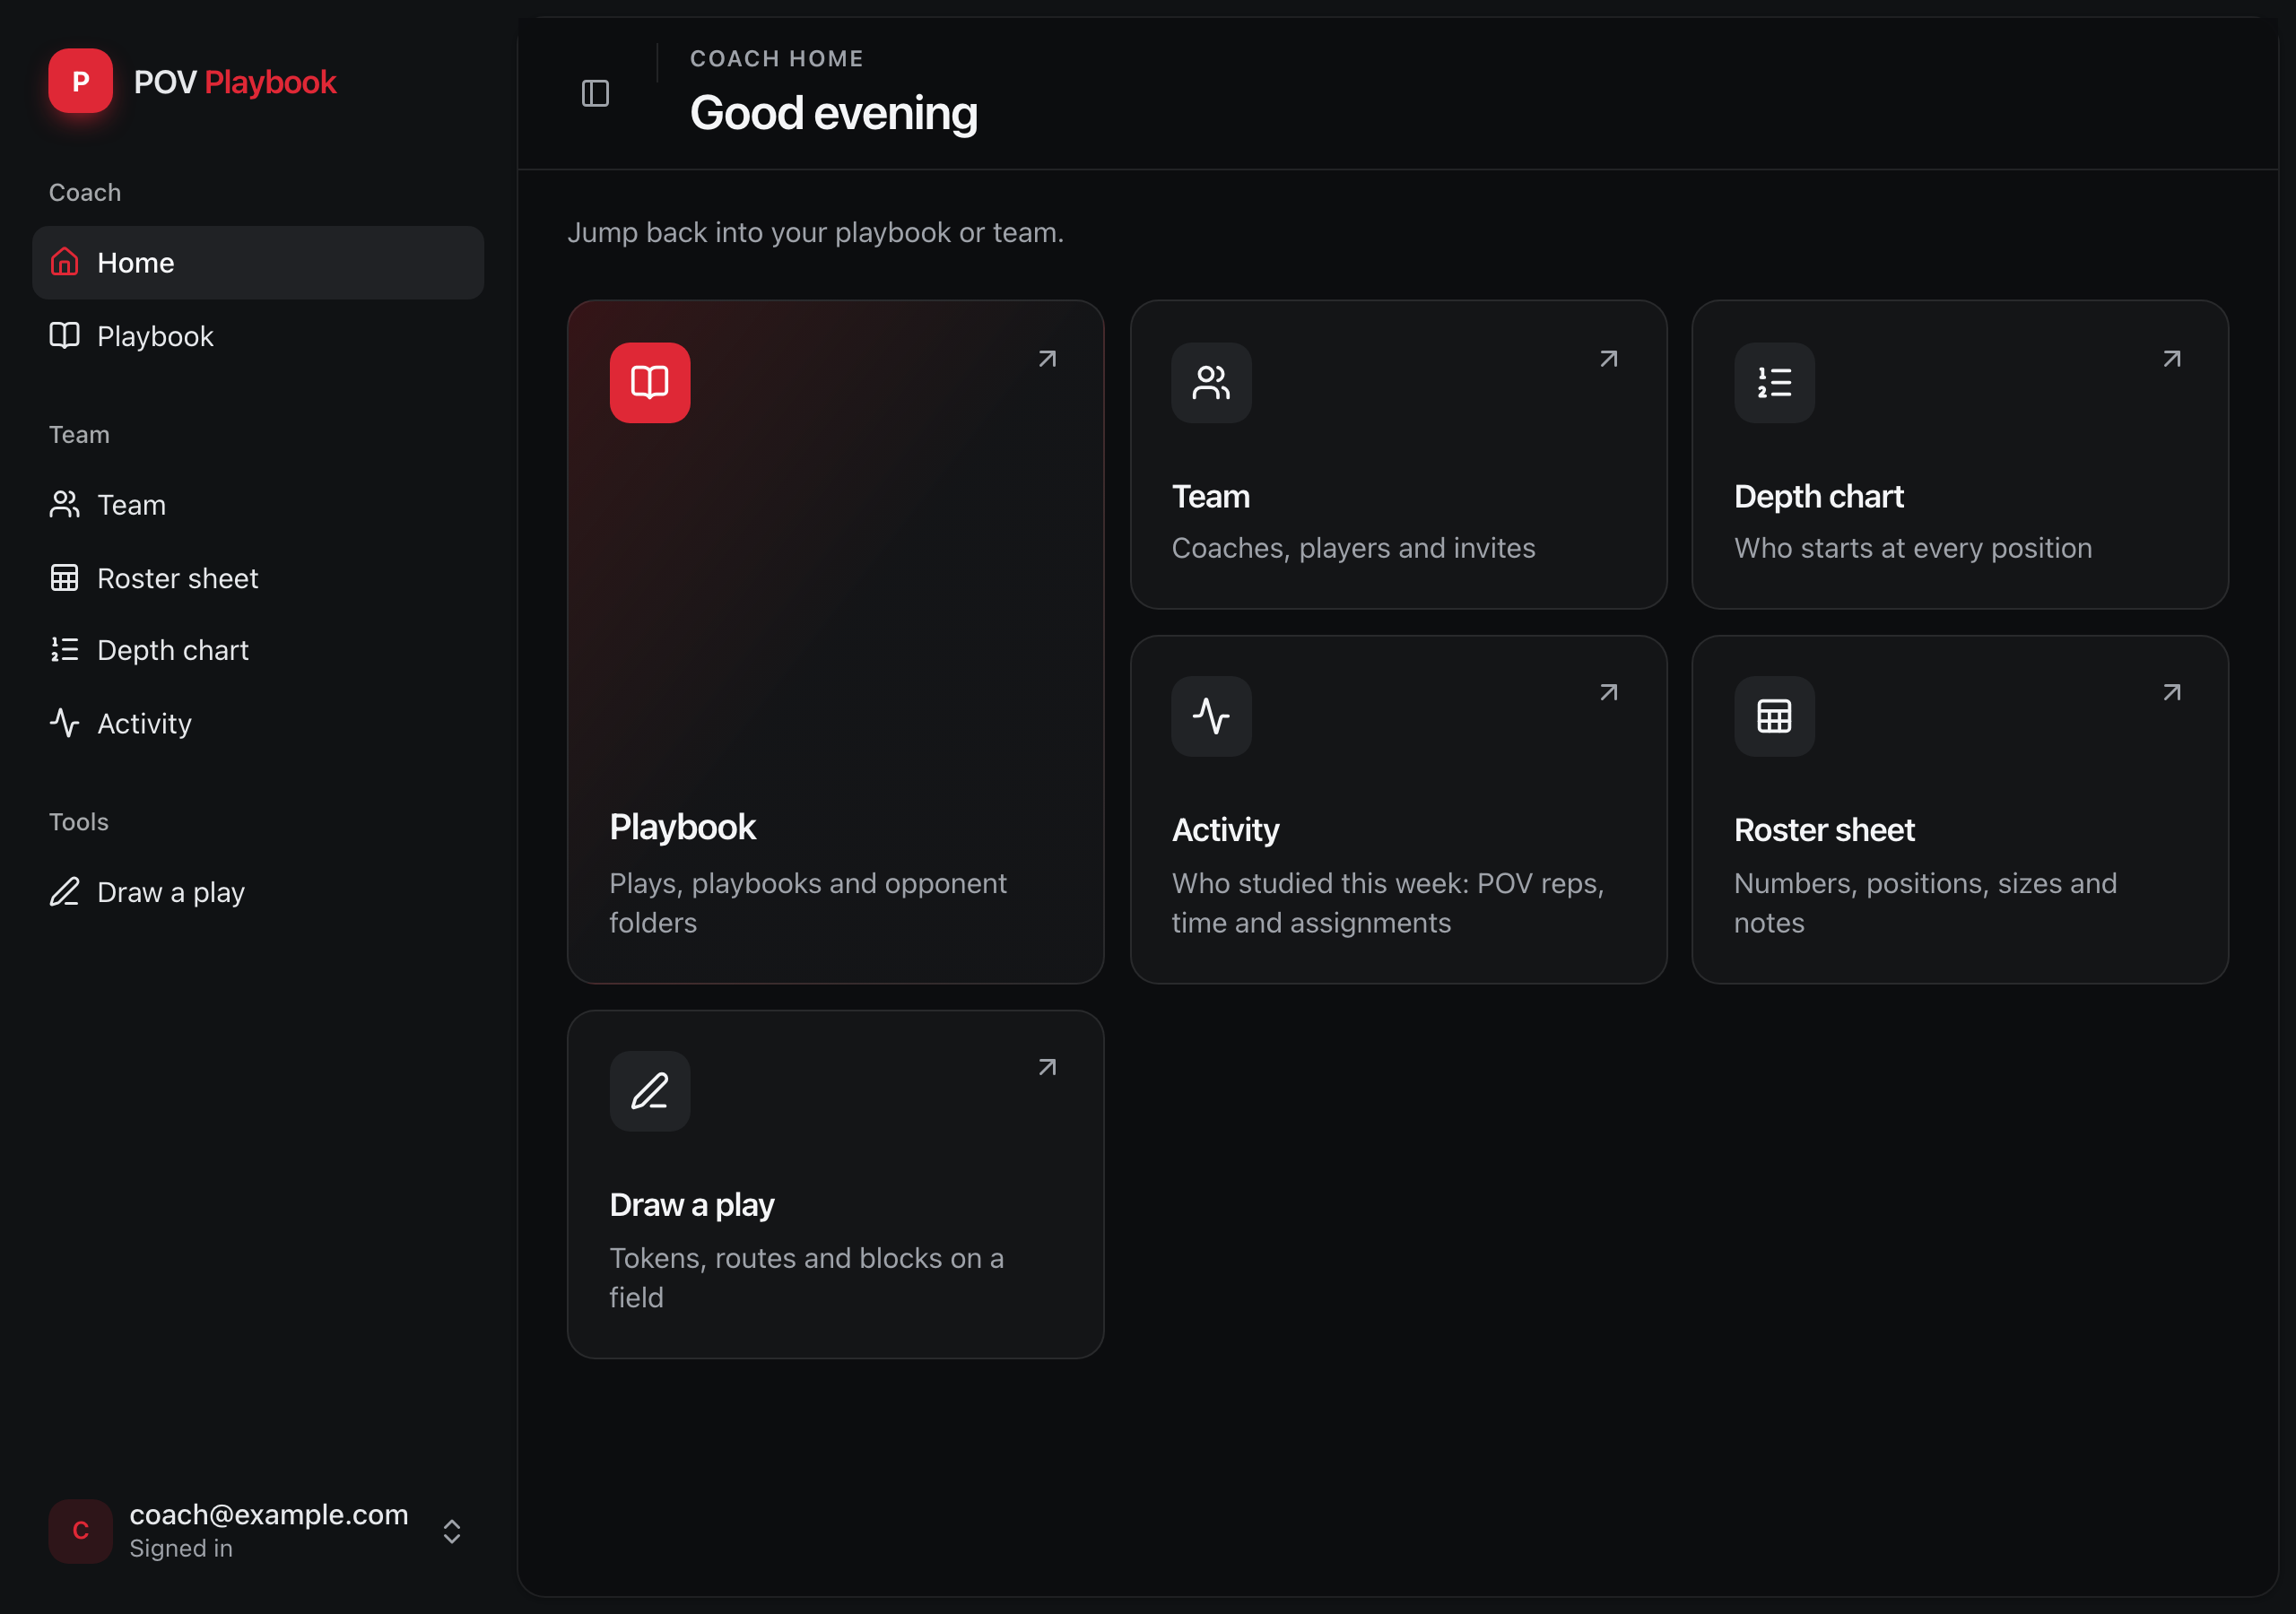 P
POV Playbook
Coach
Home
Playbook
Team
Team
Roster sheet
Depth chart
Activity
Tools
Draw a play
C
coach@example.com
Signed in
COACH HOME
Good evening
Jump back into your playbook or team.
Playbook
Plays, playbooks and opponent
folders
Team
Coaches, players and invites
Depth chart
Who starts at every position
Activity
Who studied this week: POV reps,
time and assignments
Roster sheet
Numbers, positions, sizes and
notes
Draw a play
Tokens, routes and blocks on a
field